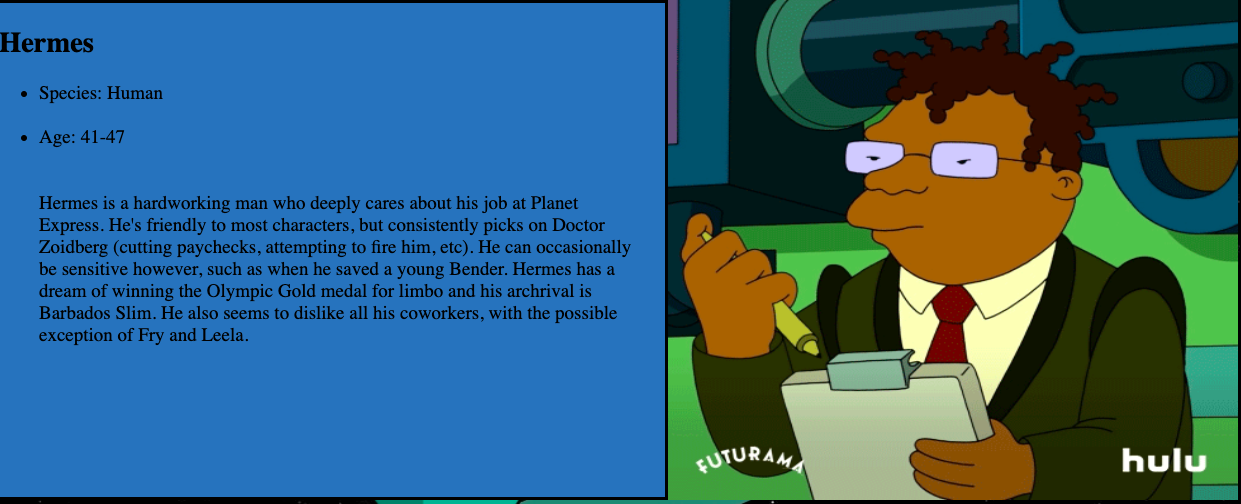 Hermes
Species: Human
Age: 41-47
Hermes is a hardworking man who deeply cares about his job at Planet
Express. He's friendly to most characters, but consistently picks on Doctor
Zoidberg (cutting paychecks, attempting to fire him, etc). He can occasionally
be sensitive however, such as when he saved a young Bender. Hermes has a
dream of winning the Olympic Gold medal for limbo and his archrival is
Barbados Slim. He also seems to dislike all his coworkers, with the possible
exception of Fry and Leela.
FUTURAMA
hulu